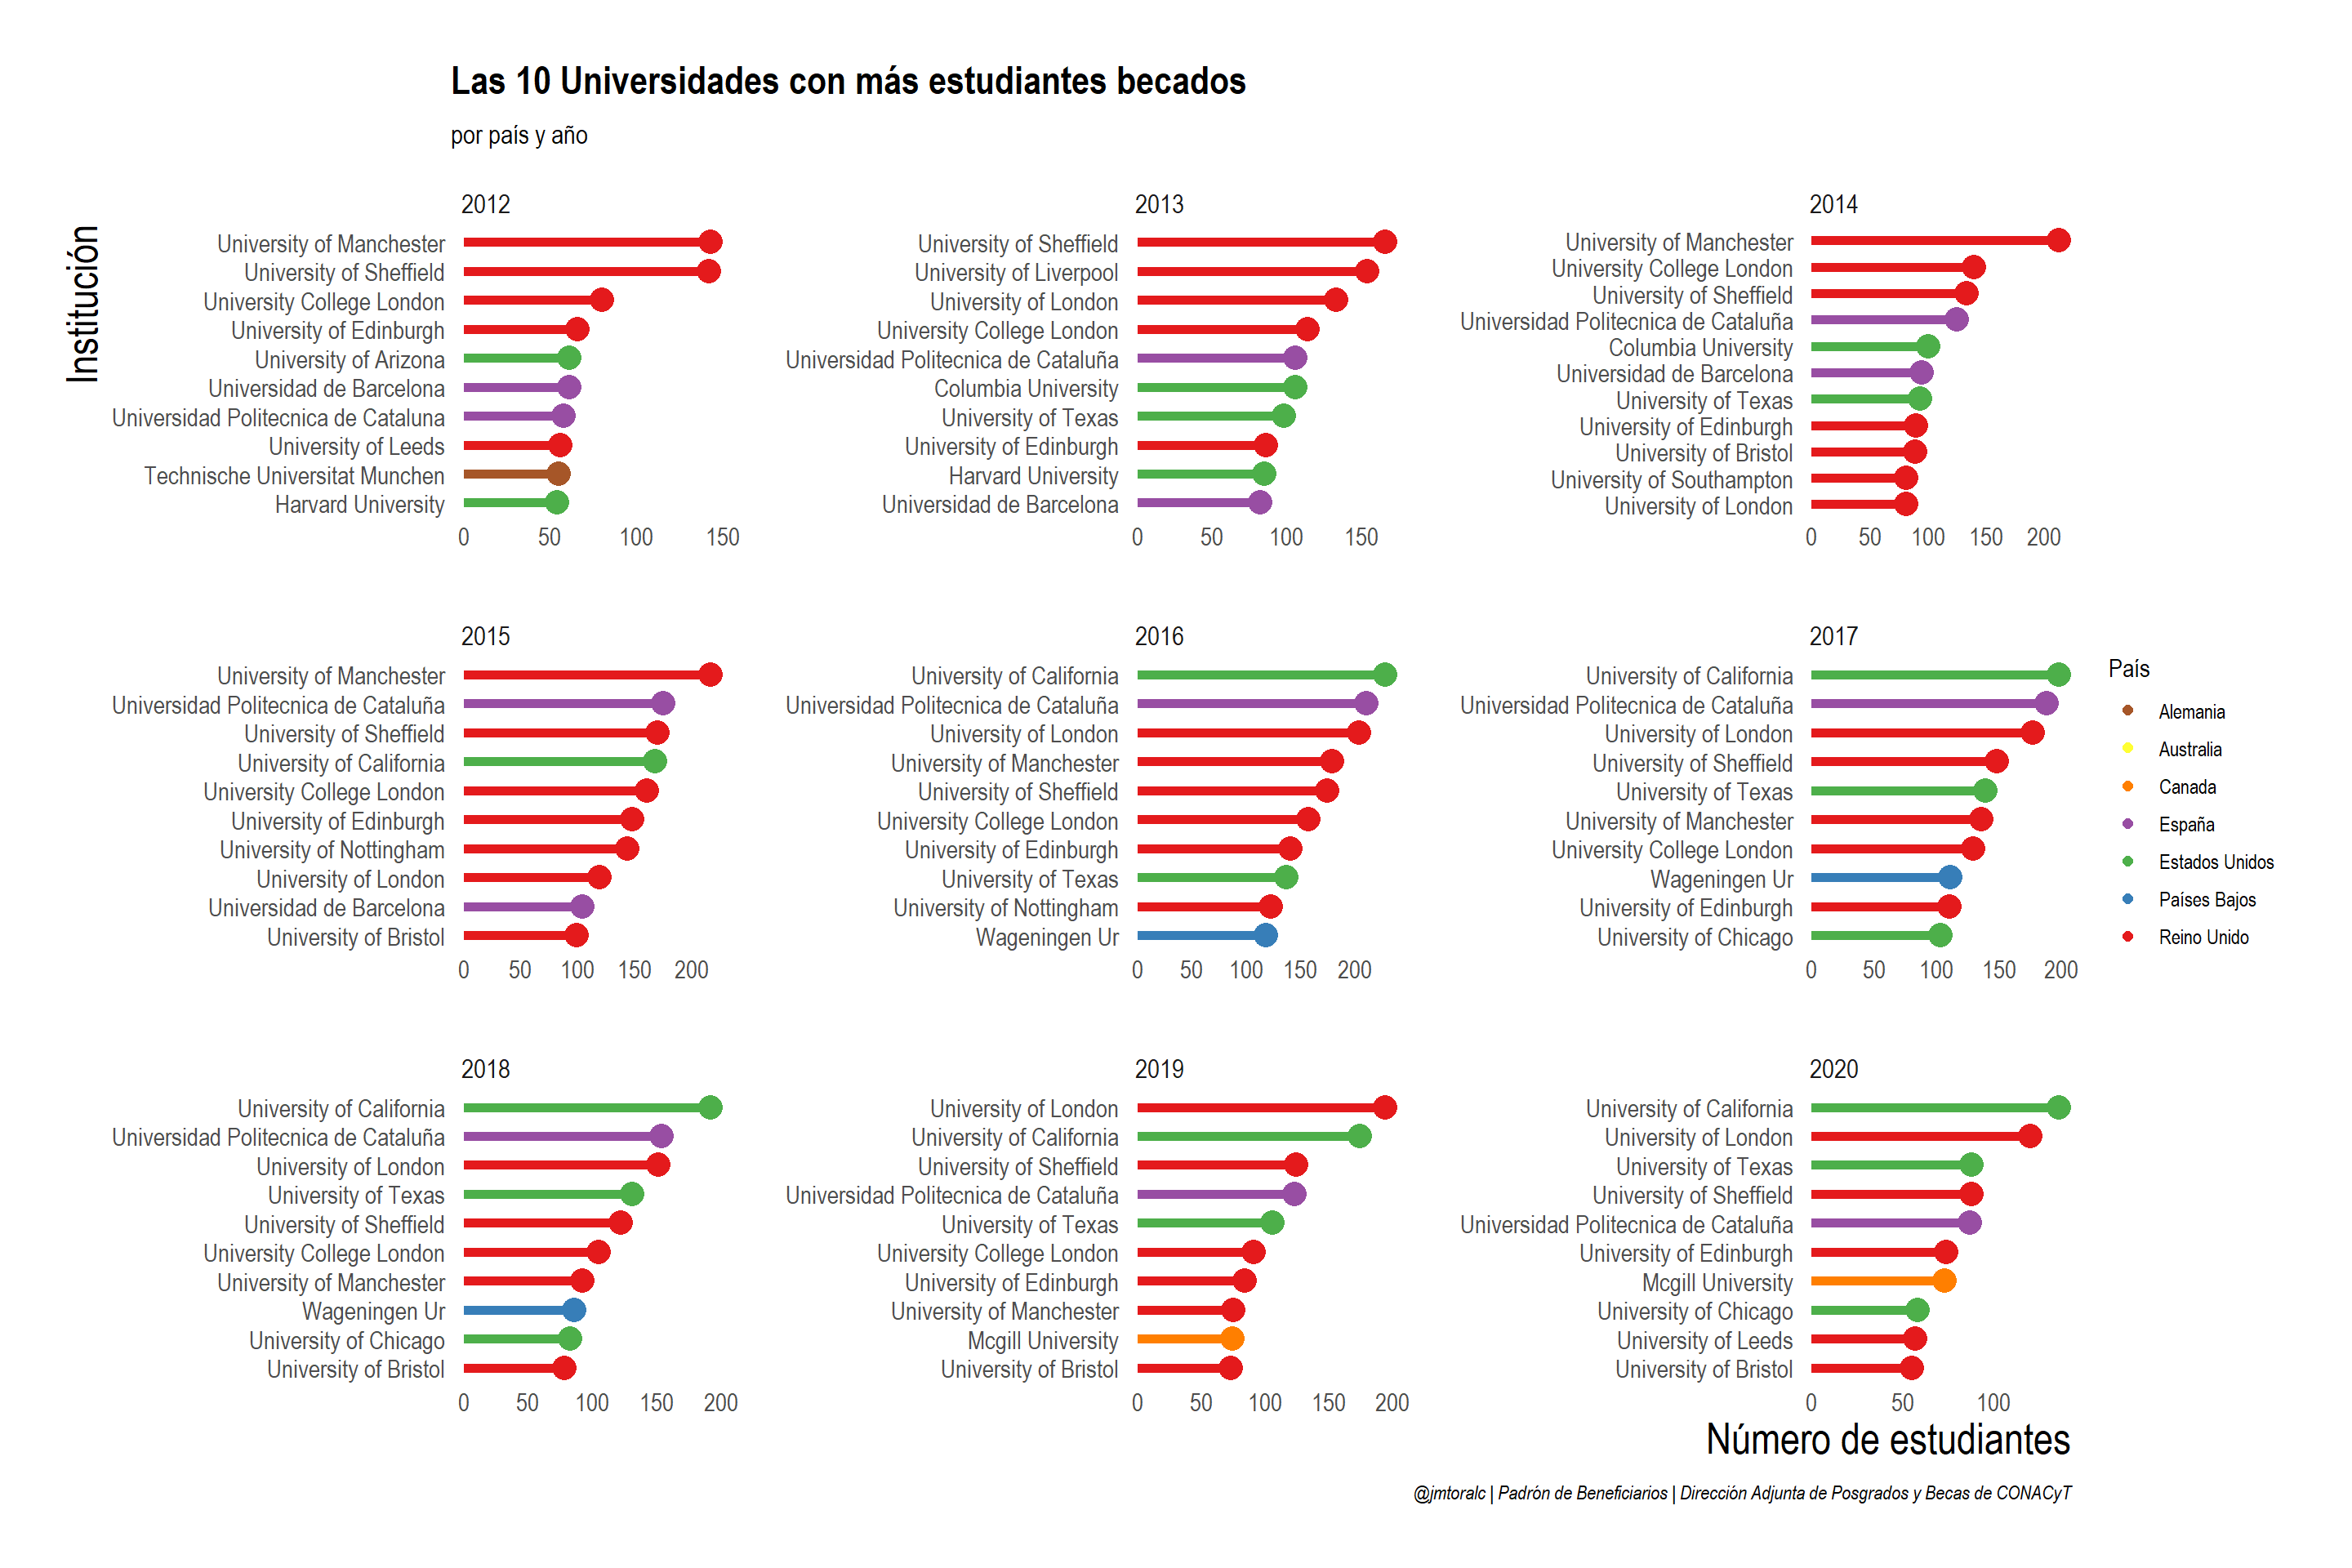 Las 10 Universidades con más estudiantes becados
por país y año
Institución
2012
University of Manchester
University of Sheffield
University College London
University of Edinburgh
University of Arizona
Universidad de Barcelona
Universidad Politecnica de Cataluna
University of Leeds
Technische Universitat Munchen
Harvard University
0 50 100 150
2013
University of Sheffield
University of Liverpool
University of London
University College London
Universidad Politecnica de Cataluña
Columbia University
University of Texas
University of Edinburgh
Harvard University
Universidad de Barcelona
0 50 100 150
2014
University of Manchester
University College London
University of Sheffield
Universidad Politecnica de Cataluña
Columbia University
Universidad de Barcelona
University of Texas
University of Edinburgh
University of Bristol
University of Southampton
University of London
0 50 100 150 200
2015
University of Manchester
Universidad Politecnica de Cataluña
University of Sheffield
University of California
University College London
University of Edinburgh
University of Nottingham
University of London
Universidad de Barcelona
University of Bristol
0 50 100 150 200
2016
University of California
Universidad Politecnica de Cataluña
University of London
University of Manchester
University of Sheffield
University College London
University of Edinburgh
University of Texas
University of Nottingham
Wageningen Ur
0 50 100 150 200
2017
University of California
Universidad Politecnica de Cataluña
University of London
University of Sheffield
University of Texas
University of Manchester
University College London
Wageningen Ur
University of Edinburgh
University of Chicago
0 50 100 150 200
País
Alemania
Australia
Canada
España
Estados Unidos
Países Bajos
Reino Unido
2018
University of California
Universidad Politecnica de Cataluña
University of London
University of Texas
University of Sheffield
University College London
University of Manchester
Wageningen Ur
University of Chicago
University of Bristol
0 50 100 150 200
2019
University of London
University of California
University of Sheffield
Universidad Politecnica de Cataluña
University of Texas
University College London
University of Edinburgh
University of Manchester
Mcgill University
University of Bristol
0 50 100 150 200
2020
University of California
University of London
University of Texas
University of Sheffield
Universidad Politecnica de Cataluña
University of Edinburgh
Mcgill University
University of Chicago
University of Leeds
University of Bristol
0 50 100
Número de estudiantes
@jmtoralc | Padrón de Beneficiarios | Dirección Adjunta de Posgrados y Becas de CONACyT